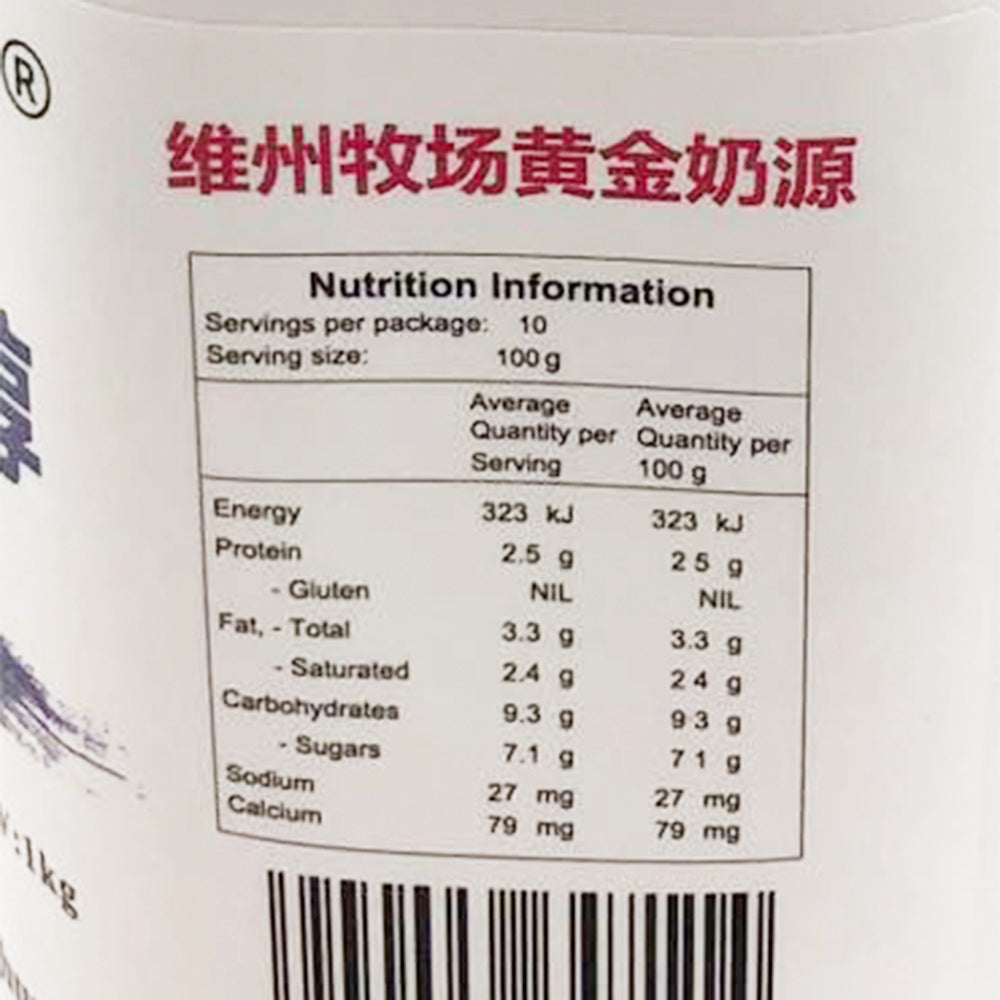 ®
维州牧场黄金奶源
Nutrition Information
Servings per package: 10
Serving size: 100 g
Average Quantity per Serving Average Quantity per 100 g
Energy 323 kJ 323 kJ
Protein 2.5 g 2 5 g
- Gluten NIL NIL
Fat, - Total 3.3 g 3.3 g
- Saturated 2.4 g 2 4 g
Carbohydrates 9.3 g 9 3 g
- Sugars 7.1 g 7 1 g
Sodium 27 mg 27 mg
Calcium 79 mg 79 mg
:1kg